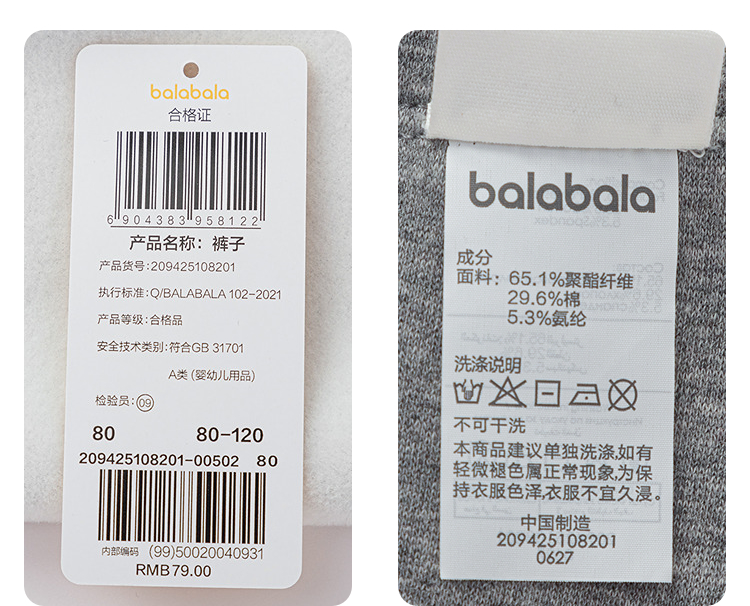 balabala
合格证
6 904383 958122
产品名称：裤子
产品货号:209425108201
执行标准:Q/BALABALA 102-2021
产品等级:合格品
安全技术类别:符合GB 31701
A类 (婴幼儿用品)
检验员: 09
80 80-120
209425108201-00502 80
内部编码 (99)50020040931
RMB79.00
balabala
成分
面料: 65.1%聚酯纤维
29.6%棉
5.3%氨纶
洗涤说明
不可干洗
本商品建议单独洗涤,如有
轻微褪色属正常现象,为保
持衣服色泽,衣服不宜久浸。
中国制造
209425108201
0627